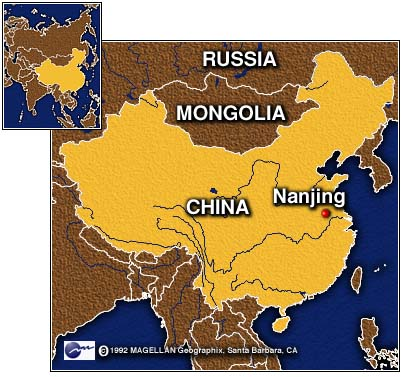 RUSSIA
MONGOLIA
Nanjing
CHINA
© 1992 MAGELLAN Geographix, Santa Barbara, CA